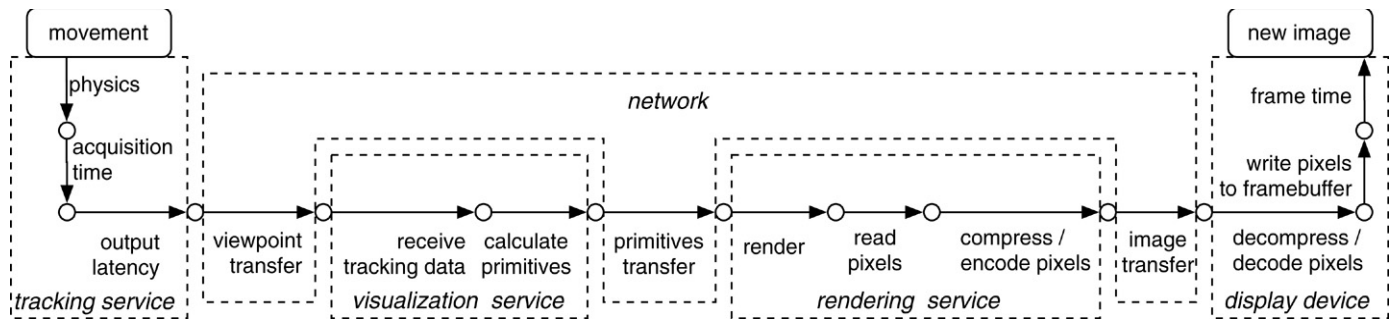 movement
physics
acquisition
time
output
latency
tracking service
network
viewpoint
transfer
receive
tracking data
calculate
primitives
visualization service
primitives
transfer
render
read
pixels
compress /
encode pixels
rendering service
image
transfer
new image
frame time
write pixels
to framebuffer
decompress /
decode pixels
display device